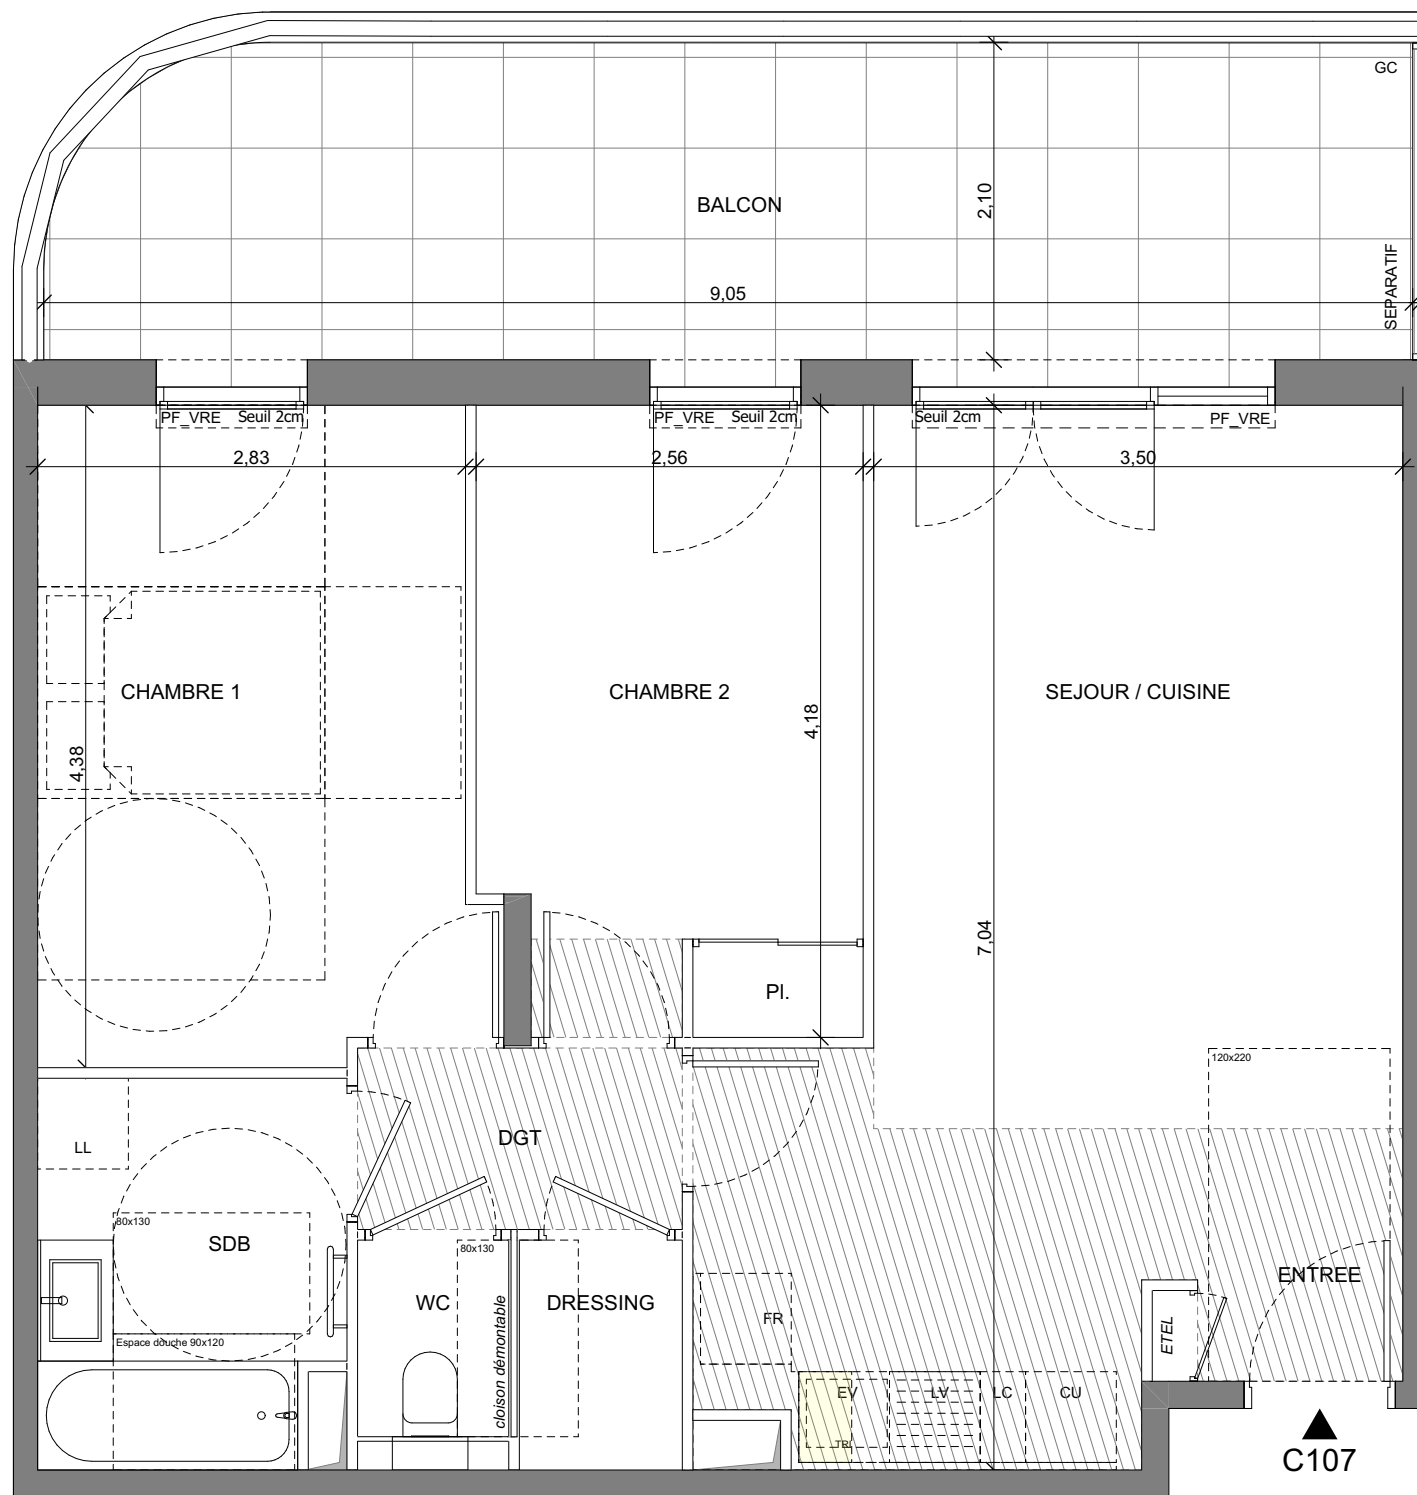 GC
BALCON
2,10
SEPARATIF
9,05
PF_VRE Seuil 2cm
PF_VRE Seuil 2cm
Seuil 2cm PF_VRE
2,83
2,56
3,50
CHAMBRE 1
CHAMBRE 2
SEJOUR / CUISINE
4,38
4,18
7,04
Pl.
120x220
DGT
LL
80x130
SDB
80x130
ENTREE
WC
DRESSING
cloison démontable
FR
ETEL
Espace douche 90x120
EV
LV
LC
CU
TRI
C107